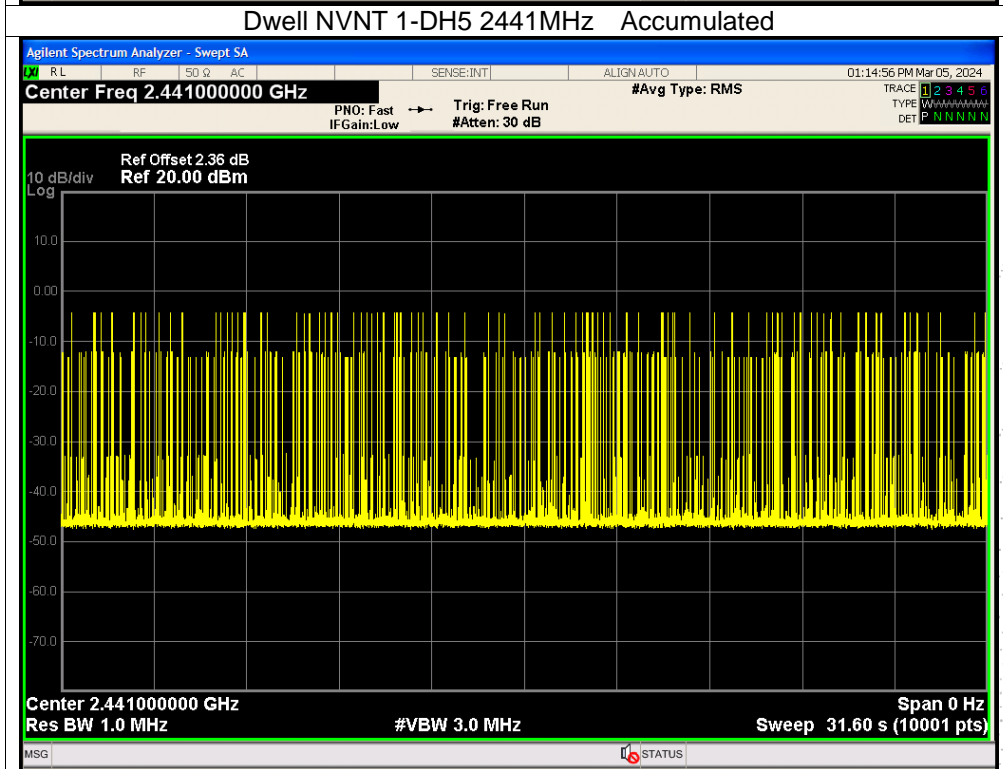 Dwell NVNT 1-DH5 2441MHz Accumulated
Agilent Spectrum Analyzer - Swept SA
LXI RL RF 50 Ω AC SENSE:INT ALIGN AUTO 01:14:56 PM Mar 05, 2024
Center Freq 2.441000000 GHz #Avg Type: RMS TRACE 1 2 3 4 5 6
PNO: Fast Trig: Free Run TYPE WWWWWW
IFGain:Low #Atten: 30 dB DET P N N N N N
Ref Offset 2.36 dB
10 dB/div Ref 20.00 dBm
Log
10.0
0.00
-10.0
-20.0
-30.0
-40.0
-50.0
-60.0
-70.0
Center 2.441000000 GHz Span 0 Hz
Res BW 1.0 MHz #VBW 3.0 MHz Sweep 31.60 s (10001 pts)
MSG STATUS